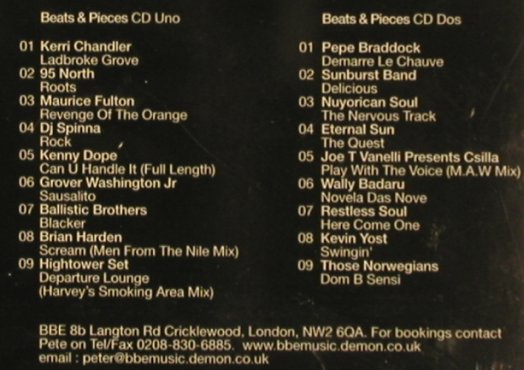 Beats & Pieces CD Uno
01 Kerri Chandler
Ladbroke Grove
02 95 North
Roots
03 Maurice Fulton
Revenge Of The Orange
04 Dj Spinna
Rock
05 Kenny Dope
Can U Handle It (Full Length)
06 Grover Washington Jr
Sausalito
07 Ballistic Brothers
Blacker
08 Brian Harden
Scream (Men From The Nile Mix)
09 Hightower Set
Departure Lounge
(Harvey's Smoking Area Mix)
Beats & Pieces CD Dos
01 Pepe Braddock
Demarre Le Chauve
02 Sunburst Band
Delicious
03 Nuyorican Soul
The Nervous Track
04 Eternal Sun
The Quest
05 Joe T Vanelli Presents Csilla
Play With The Voice (M.A.W Mix)
06 Wally Badaru
Novela Das Nove
07 Restless Soul
Here Come One
08 Kevin Yost
Swingin'
09 Those Norwegians
Dom B Sensi
BBE 8b Langton Rd Cricklewood, London, NW2 6QA. For bookings contact
Pete on Tel/Fax 0208-830-6885. www.bbemusic.demon.co.uk
email : peter@bbemusic.demon.co.uk